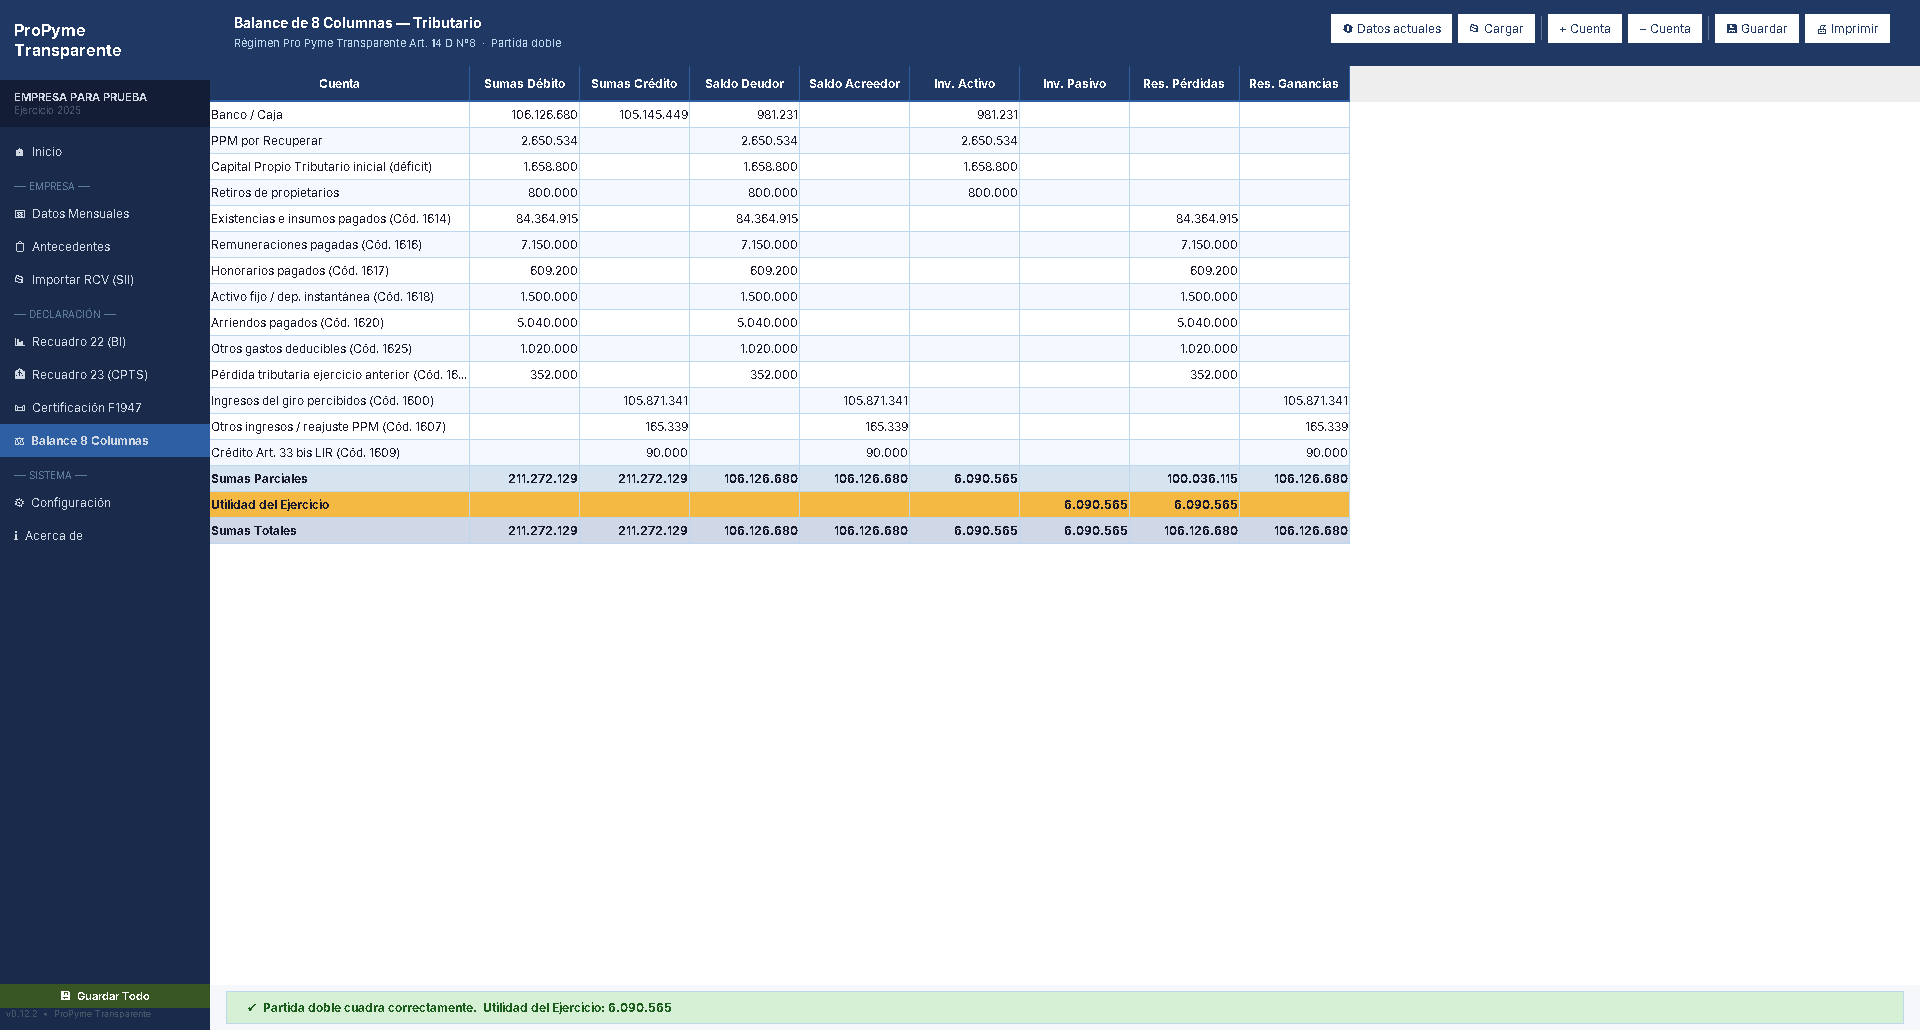 ProPyme
Transparente
EMPRESA PARA PRUEBA
Ejercicio 2025
Inicio
— EMPRESA —
Datos Mensuales
Antecedentes
Importar RCV (SII)
— DECLARACIÓN —
Recuadro 22 (BI)
Recuadro 23 (CPTS)
Certificación F1947
Balance 8 Columnas
— SISTEMA —
Configuración
Acerca de
Guardar Todo
v0.12.2 • ProPyme Transparente
Balance de 8 Columnas — Tributario
Régimen Pro Pyme Transparente Art. 14 D N°8 · Partida doble
Datos actuales Cargar + Cuenta − Cuenta Guardar Imprimir
Cuenta Sumas Débito Sumas Crédito Saldo Deudor Saldo Acreedor Inv. Activo Inv. Pasivo Res. Pérdidas Res. Ganancias
Banco / Caja 106.126.680 105.145.449 981.231 981.231
PPM por Recuperar 2.650.534 2.650.534 2.650.534
Capital Propio Tributario inicial (déficit) 1.658.800 1.658.800 1.658.800
Retiros de propietarios 800.000 800.000 800.000
Existencias e insumos pagados (Cód. 1614) 84.364.915 84.364.915 84.364.915
Remuneraciones pagadas (Cód. 1616) 7.150.000 7.150.000 7.150.000
Honorarios pagados (Cód. 1617) 609.200 609.200 609.200
Activo fijo / dep. instantánea (Cód. 1618) 1.500.000 1.500.000 1.500.000
Arriendos pagados (Cód. 1620) 5.040.000 5.040.000 5.040.000
Otros gastos deducibles (Cód. 1625) 1.020.000 1.020.000 1.020.000
Pérdida tributaria ejercicio anterior (Cód. 16... 352.000 352.000 352.000
Ingresos del giro percibidos (Cód. 1600) 105.871.341 105.871.341 105.871.341
Otros ingresos / reajuste PPM (Cód. 1607) 165.339 165.339 165.339
Crédito Art. 33 bis LIR (Cód. 1609) 90.000 90.000 90.000
Sumas Parciales 211.272.129 211.272.129 106.126.680 106.126.680 6.090.565 100.036.115 106.126.680
Utilidad del Ejercicio 6.090.565 6.090.565
Sumas Totales 211.272.129 211.272.129 106.126.680 106.126.680 6.090.565 6.090.565 106.126.680 106.126.680
✓ Partida doble cuadra correctamente. Utilidad del Ejercicio: 6.090.565